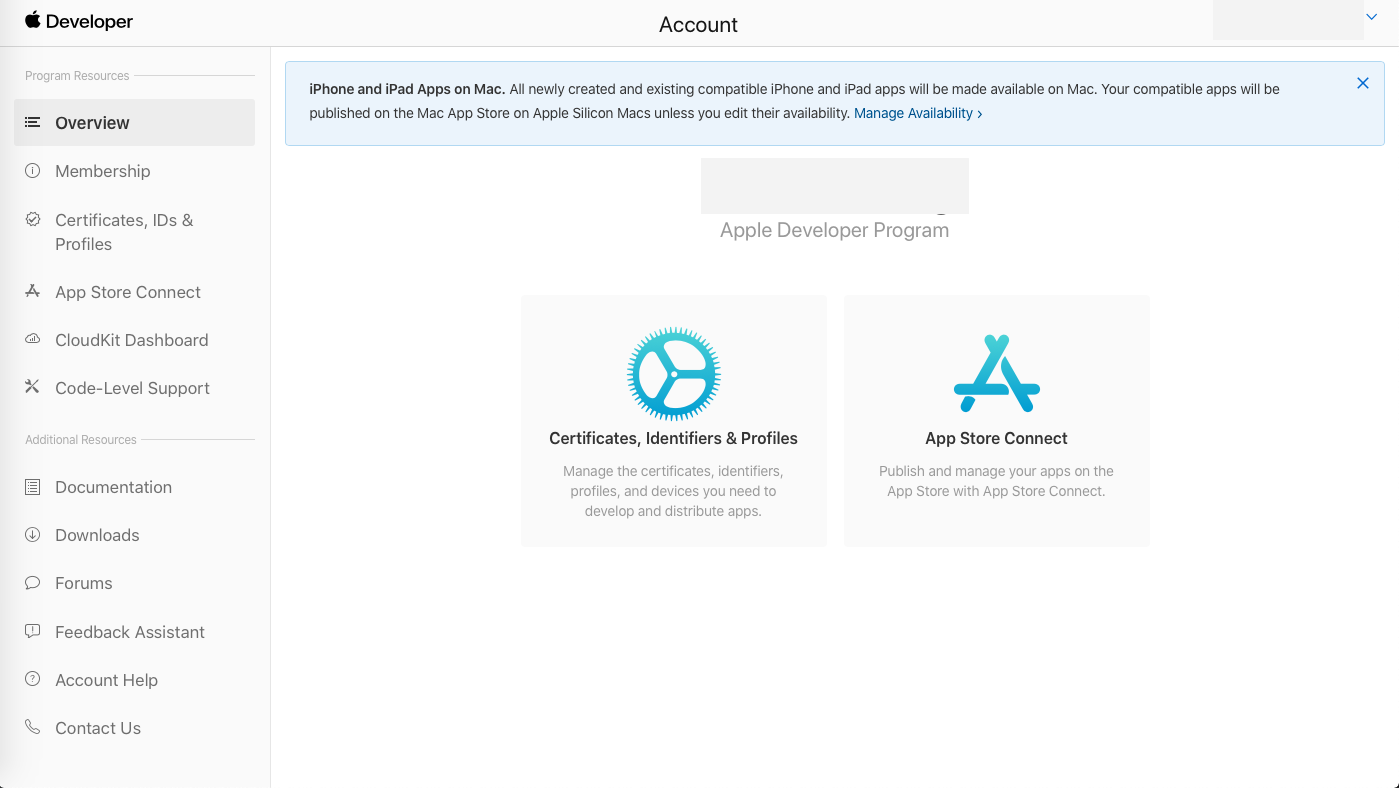 Developer
Account
Program Resources
Overview
Membership
Certificates, IDs &
Profiles
App Store Connect
CloudKit Dashboard
Code-Level Support
Additional Resources
Documentation
Downloads
Forums
Feedback Assistant
Account Help
Contact Us
iPhone and iPad Apps on Mac. All newly created and existing compatible iPhone and iPad apps will be made available on Mac. Your compatible apps will be
published on the Mac App Store on Apple Silicon Macs unless you edit their availability. Manage Availability ›
Apple Developer Program
Certificates, Identifiers & Profiles
Manage the certificates, identifiers,
profiles, and devices you need to
develop and distribute apps.
App Store Connect
Publish and manage your apps on the
App Store with App Store Connect.